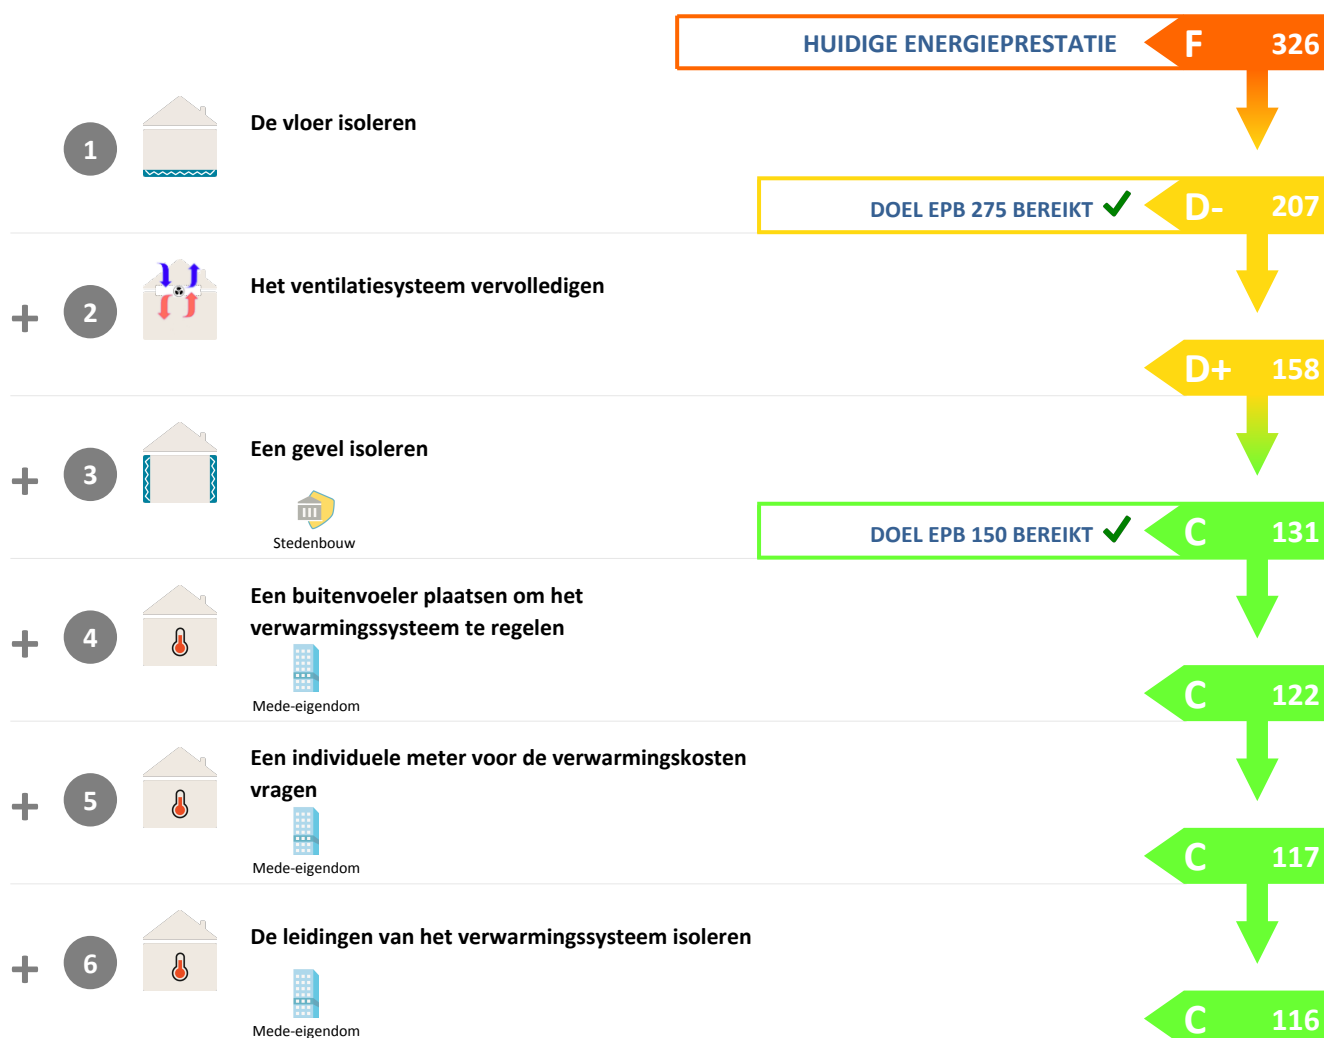 HUIDIGE ENERGIEPRESTATIE F 326
1 De vloer isoleren
DOEL EPB 275 BEREIKT D- 207
+ 2 Het ventilatiesysteem vervolledigen
D+ 158
+ 3 Een gevel isoleren
Stedenbouw
DOEL EPB 150 BEREIKT C 131
+ 4 Een buitenvoeler plaatsen om het
verwarmingssysteem te regelen
Mede-eigendom
C 122
+ 5 Een individuele meter voor de verwarmingskosten
vragen
Mede-eigendom
C 117
+ 6 De leidingen van het verwarmingssysteem isoleren
Mede-eigendom
C 116